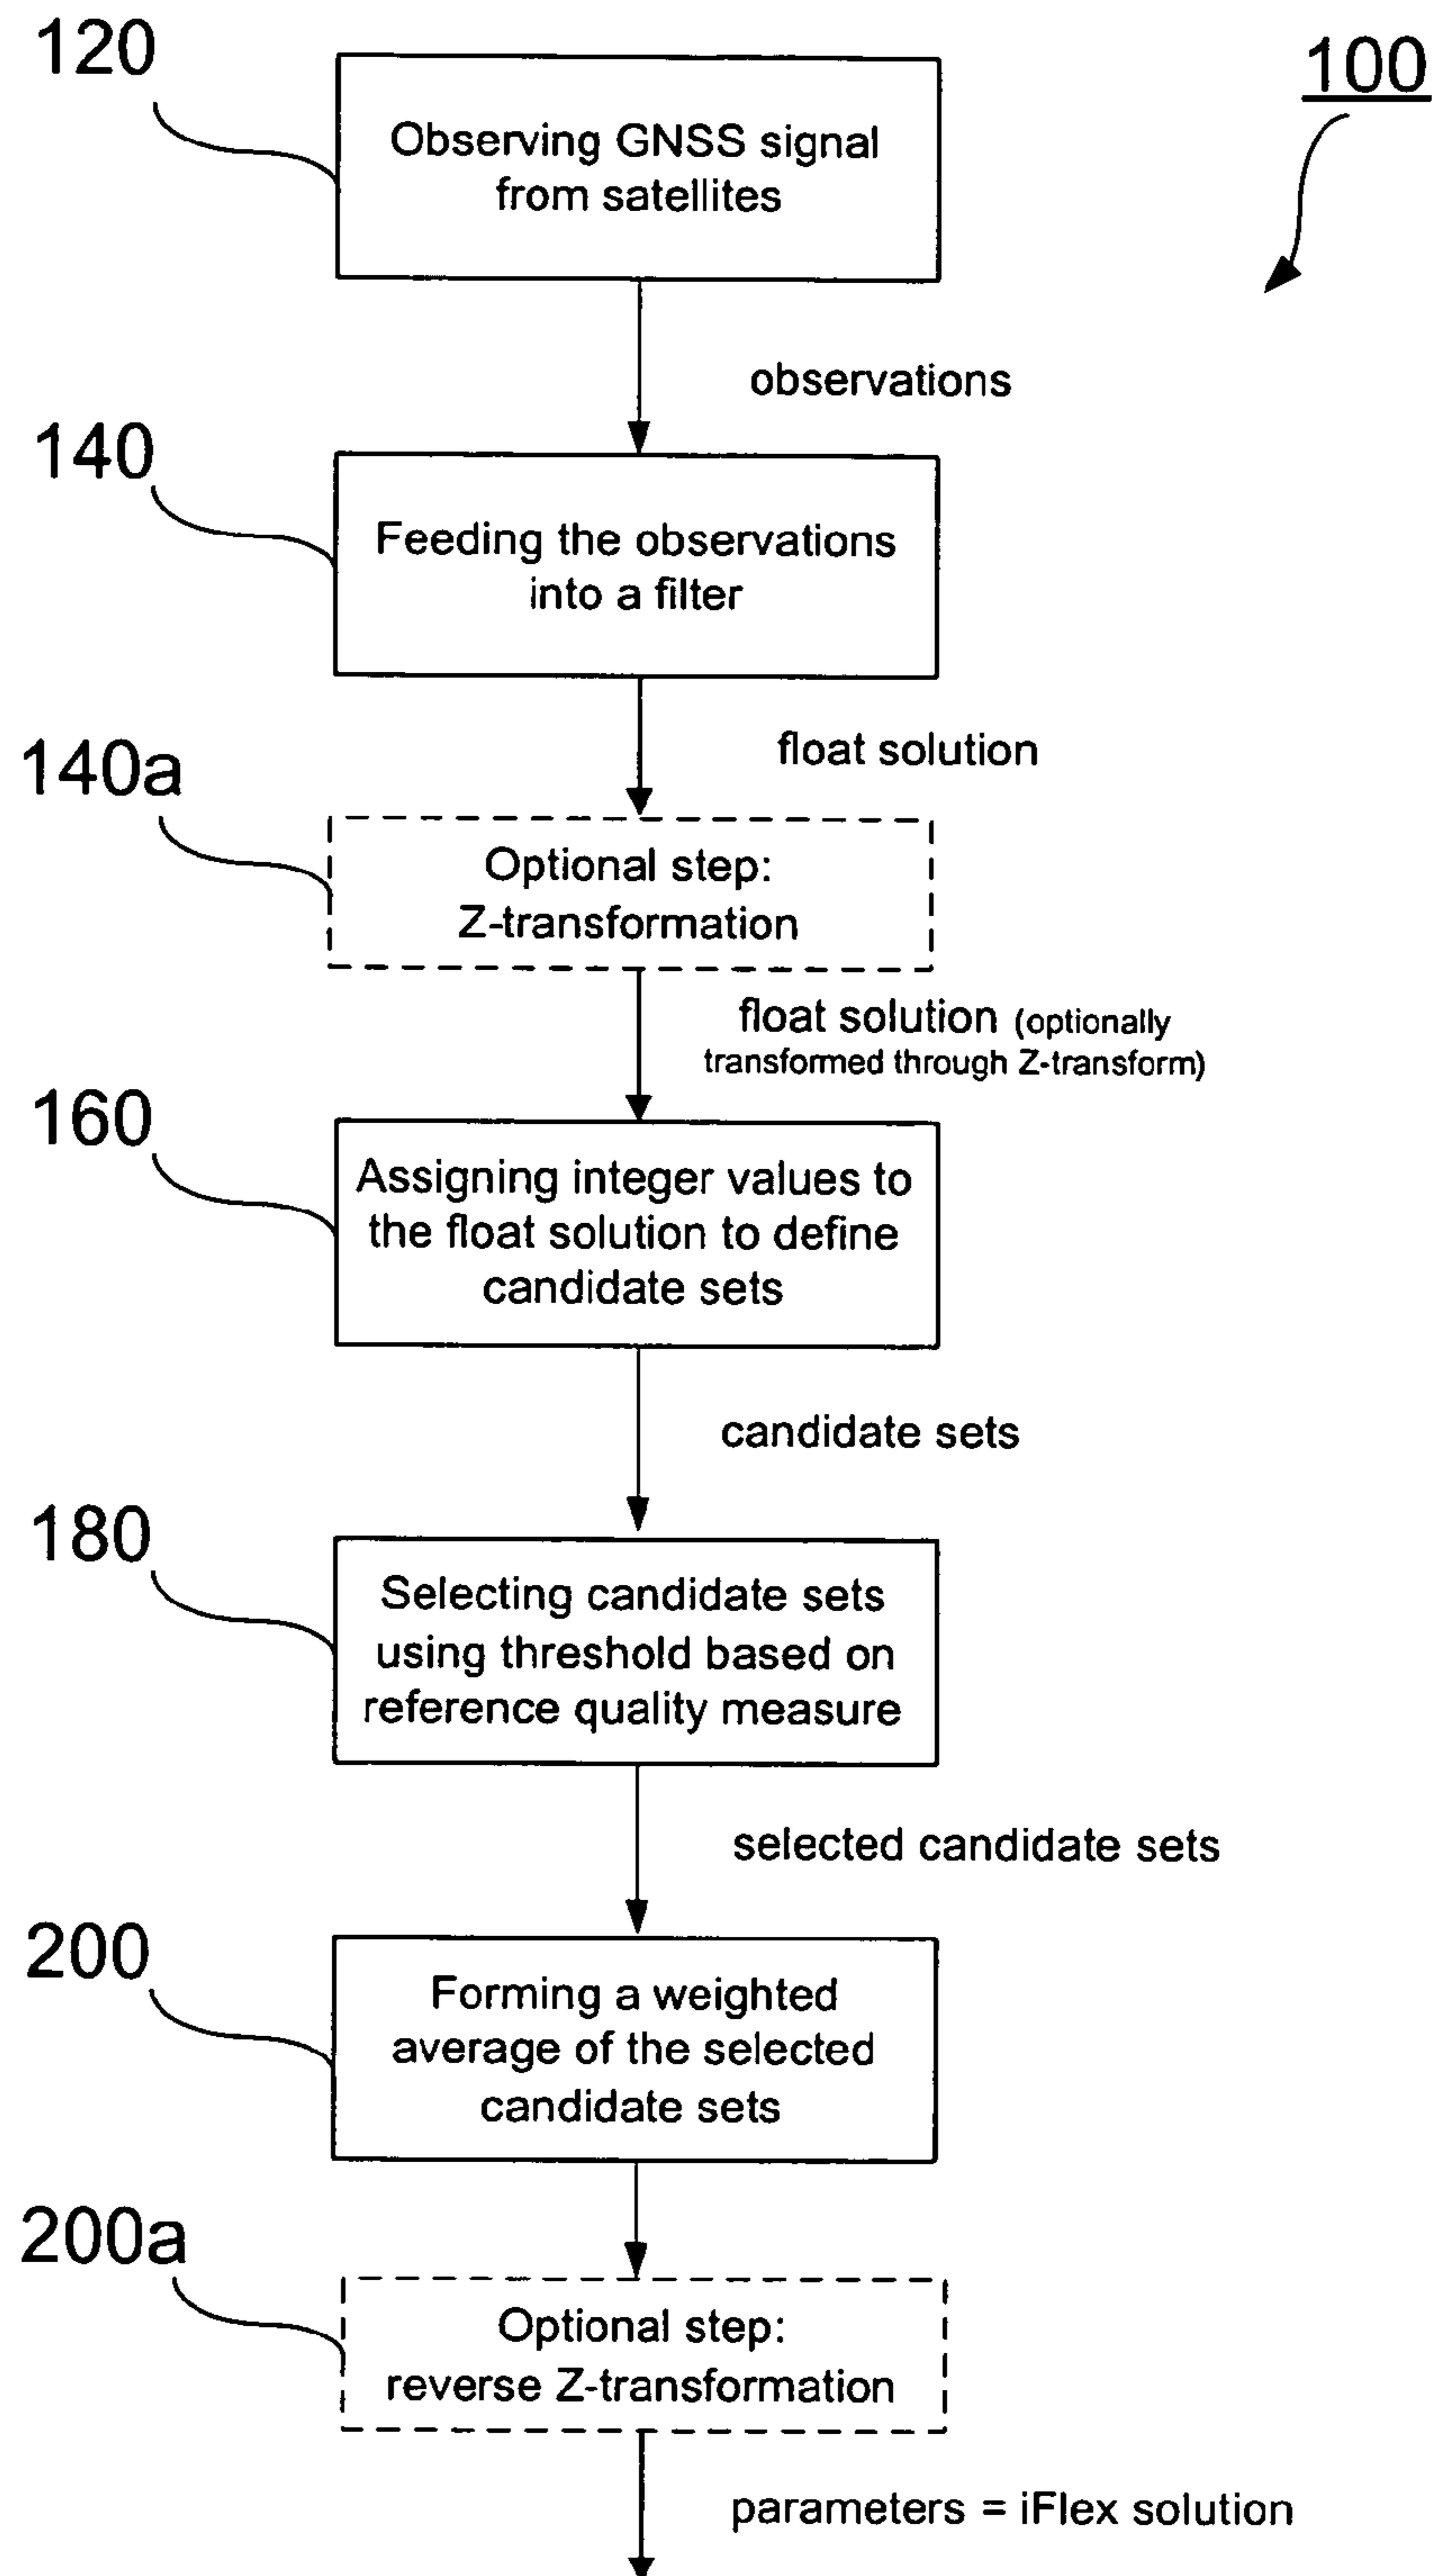 120
100
Observing GNSS signal
from satellites
observations
140
Feeding the observations
into a filter
float solution
140a
Optional step:
Z-transformation
float solution (optionally
transformed through Z-transform)
160
Assigning integer values to
the float solution to define
candidate sets
candidate sets
180
Selecting candidate sets
using threshold based on
reference quality measure
selected candidate sets
200
Forming a weighted
average of the selected
candidate sets
200a
Optional step:
reverse Z-transformation
parameters = iFlex solution